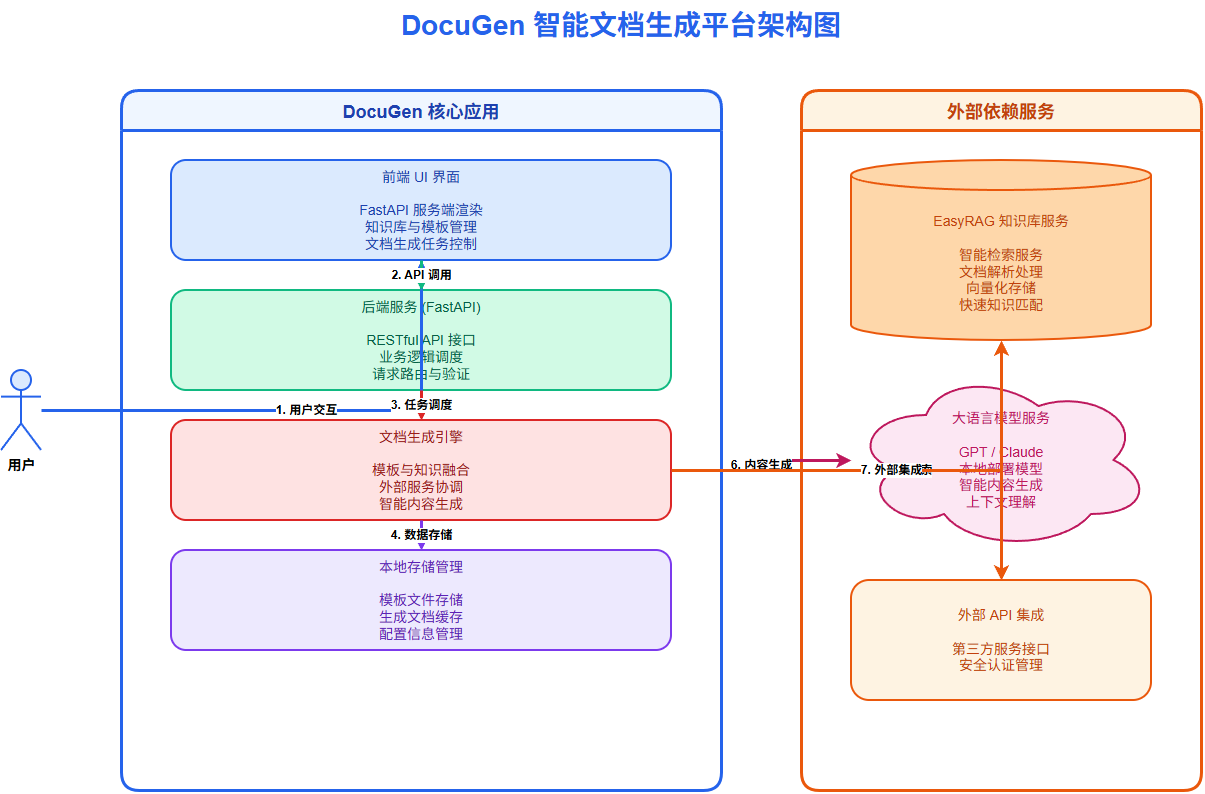 DocuGen 智能文档生成平台架构图
DocuGen 核心应用
前端 UI 界面
FastAPI 服务端渲染
知识库与模板管理
文档生成任务控制
2. API 调用
后端服务 (FastAPI)
RESTful API 接口
业务逻辑调度
请求路由与验证
1. 用户交互
3. 任务调度
用户
文档生成引擎
模板与知识融合
外部服务协调
智能内容生成
4. 数据存储
本地存储管理
模板文件存储
生成文档缓存
配置信息管理
6. 内容生成
7. 外部集成
外部依赖服务
EasyRAG 知识库服务
智能检索服务
文档解析处理
向量化存储
快速知识匹配
大语言模型服务
GPT / Claude
本地部署模型
智能内容生成
上下文理解
外部 API 集成
第三方服务接口
安全认证管理